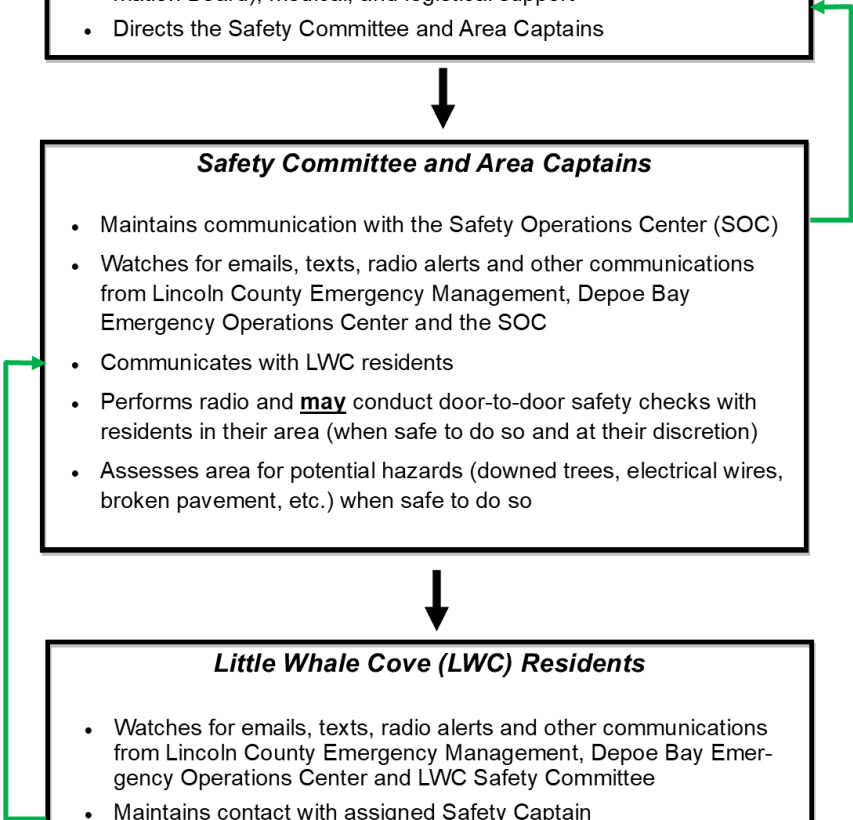 mation Board), medical, and logistical support
• Directs the Safety Committee and Area Captains
Safety Committee and Area Captains
• Maintains communication with the Safety Operations Center (SOC)
• Watches for emails, texts, radio alerts and other communications
from Lincoln County Emergency Management, Depoe Bay
Emergency Operations Center and the SOC
• Communicates with LWC residents
• Performs radio and may conduct door-to-door safety checks with
residents in their area (when safe to do so and at their discretion)
• Assesses area for potential hazards (downed trees, electrical wires,
broken pavement, etc.) when safe to do so
Little Whale Cove (LWC) Residents
• Watches for emails, texts, radio alerts and other communications
from Lincoln County Emergency Management, Depoe Bay Emer-
gency Operations Center and LWC Safety Committee
• Maintains contact with assigned Safety Captain